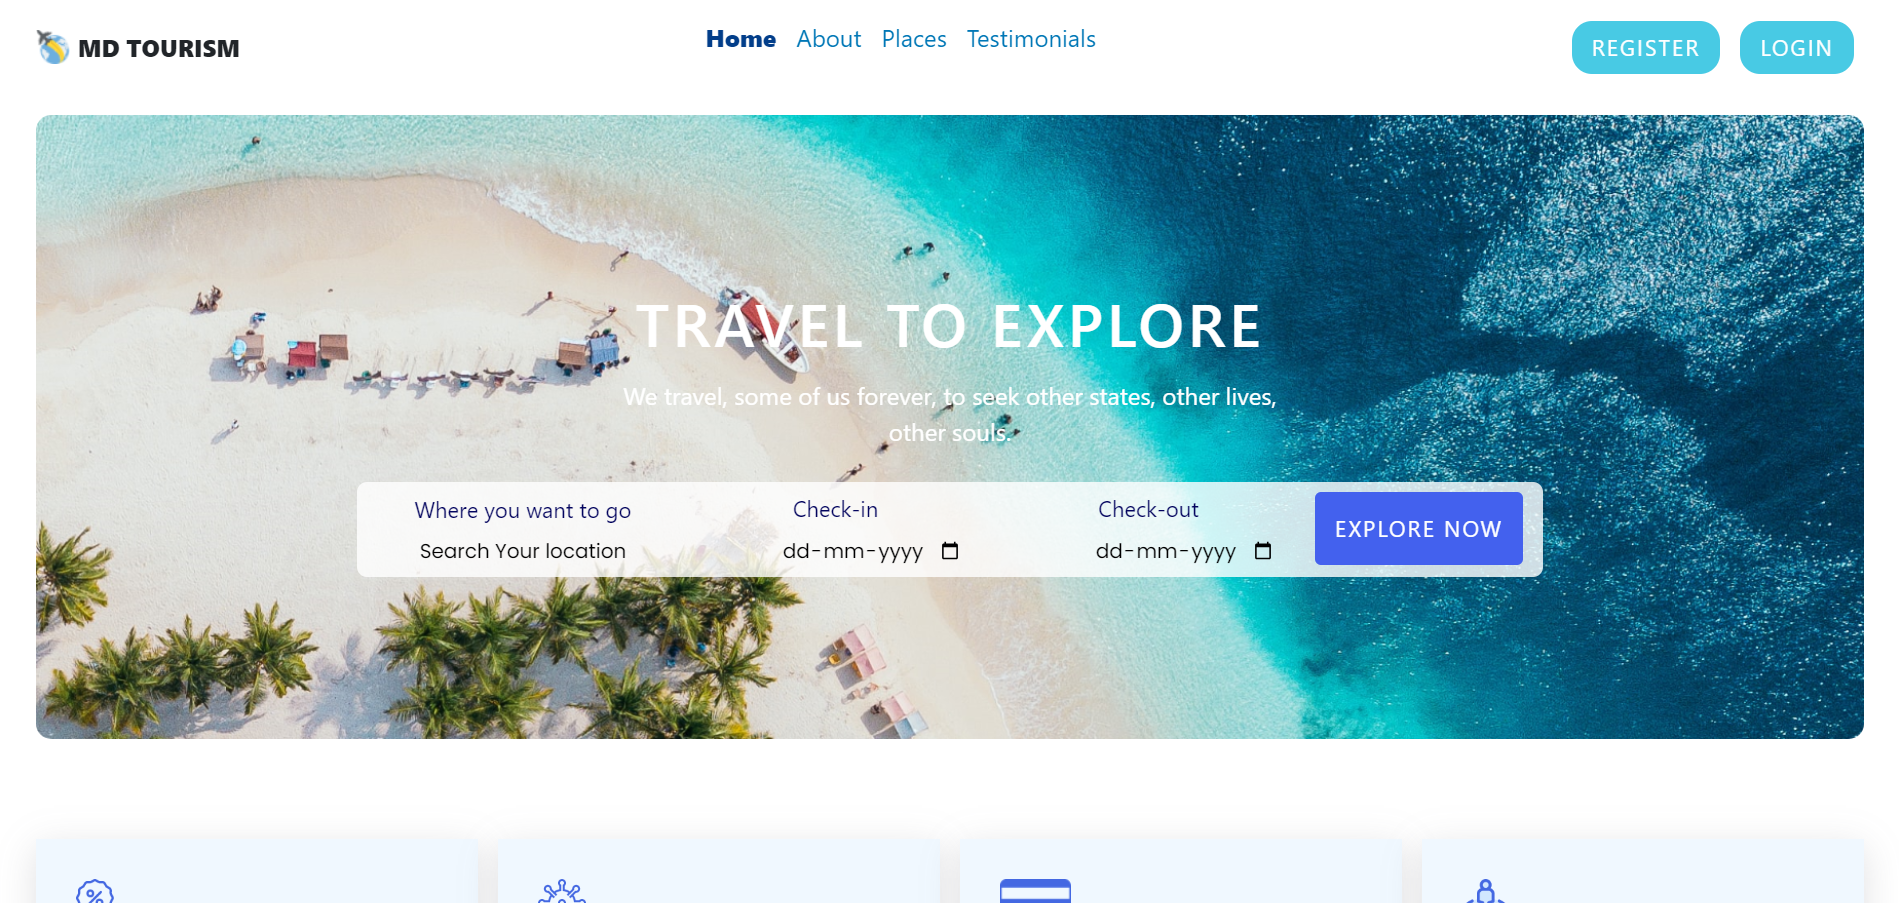 MD TOURISM
Home About Places Testimonials
REGISTER LOGIN
TRAVEL TO EXPLORE
We travel, some of us forever, to seek other states, other lives,
other souls.
Where you want to go Check-in Check-out
Search Your location dd-mm-yyyy dd-mm-yyyy
EXPLORE NOW
%